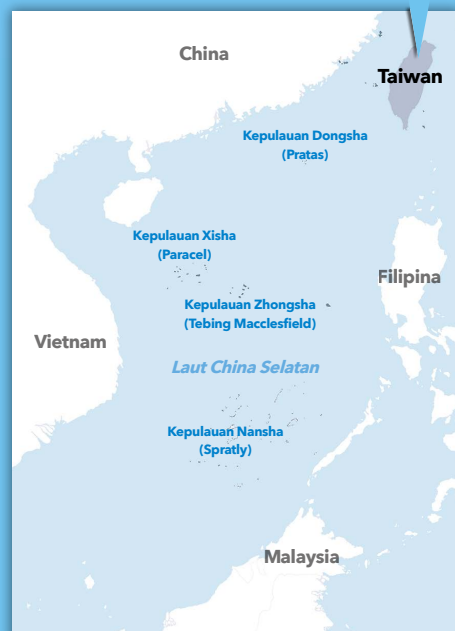 China
Taiwan
Kepulauan Dongsha
(Pratas)
Kepulauan Xisha
(Paracel)
Filipina
Kepulauan Zhongsha
(Tebing Macclesfield)
Vietnam
Laut China Selatan
Kepulauan Nansha
(Spratly)
Malaysia